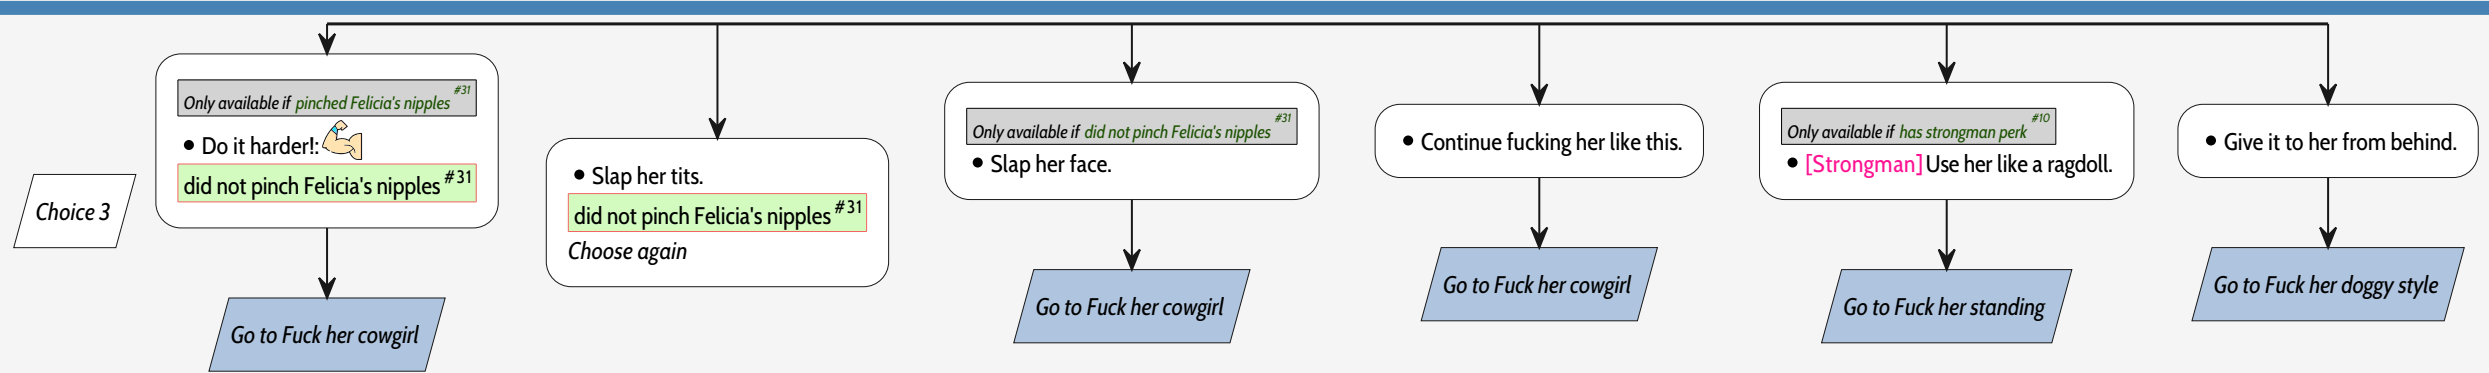 Choice 3
Only available if pinched Felicia's nipples #31
• Do it harder!:
did not pinch Felicia's nipples #31
Go to Fuck her cowgirl
• Slap her tits.
did not pinch Felicia's nipples #31
Choose again
Only available if did not pinch Felicia's nipples #31
• Slap her face.
Go to Fuck her cowgirl
• Continue fucking her like this.
Go to Fuck her cowgirl
Only available if has strongman perk #10
• [Strongman] Use her like a ragdoll.
Go to Fuck her standing
• Give it to her from behind.
Go to Fuck her doggy style